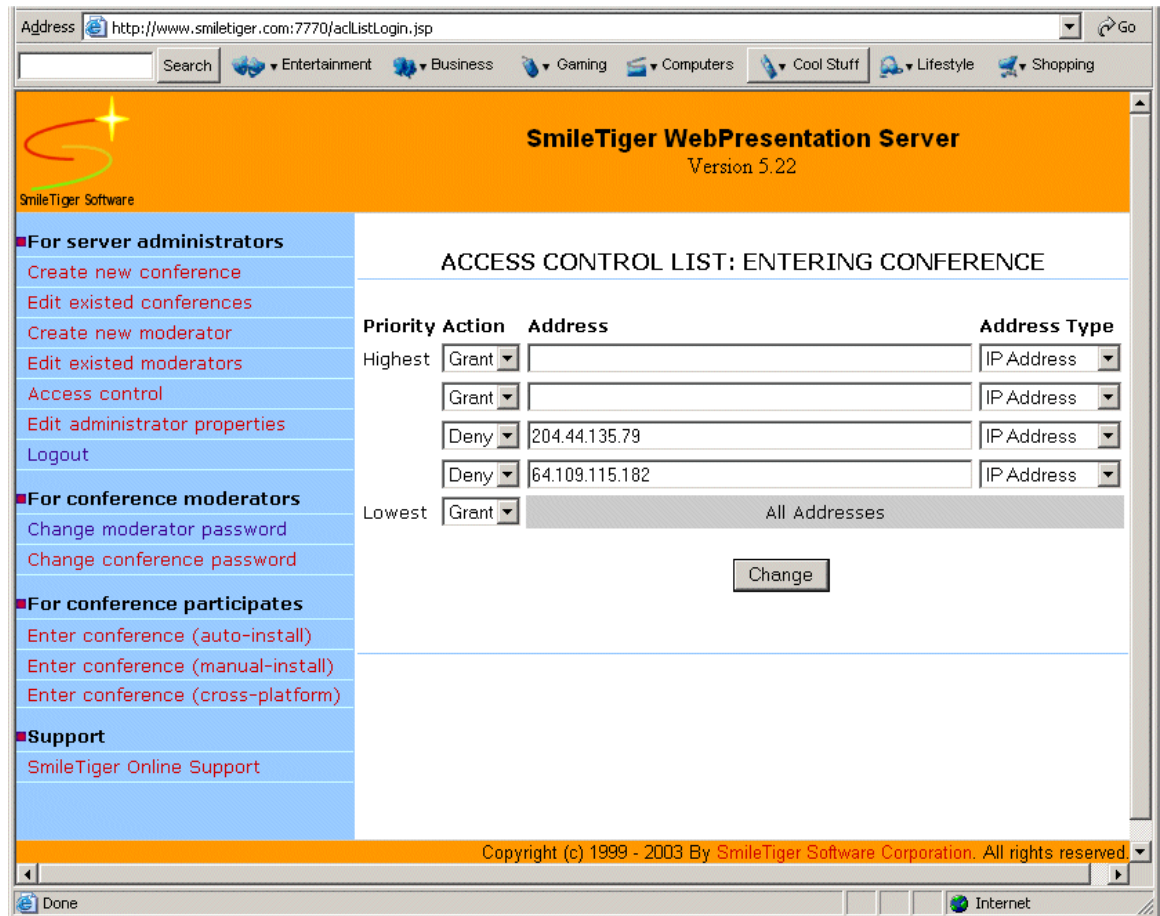 Address http://www.smiletiger.com:7770/aclListLogin.jsp Go
Search Entertainment Business Gaming Computers Cool Stuff Lifestyle Shopping
SmileTiger WebPresentation Server
Version 5.22
SmileTiger Software
For server administrators
Create new conference
Edit existed conferences
Create new moderator
Edit existed moderators
Access control
Edit administrator properties
Logout
For conference moderators
Change moderator password
Change conference password
For conference participates
Enter conference (auto-install)
Enter conference (manual-install)
Enter conference (cross-platform)
Support
SmileTiger Online Support
ACCESS CONTROL LIST: ENTERING CONFERENCE
Priority Action Address Address Type
Highest Grant IP Address
Grant IP Address
Deny 204.44.135.79 IP Address
Deny 64.109.115.182 IP Address
Lowest Grant All Addresses
Change
Copyright (c) 1999 - 2003 By SmileTiger Software Corporation. All rights reserved.
Done Internet